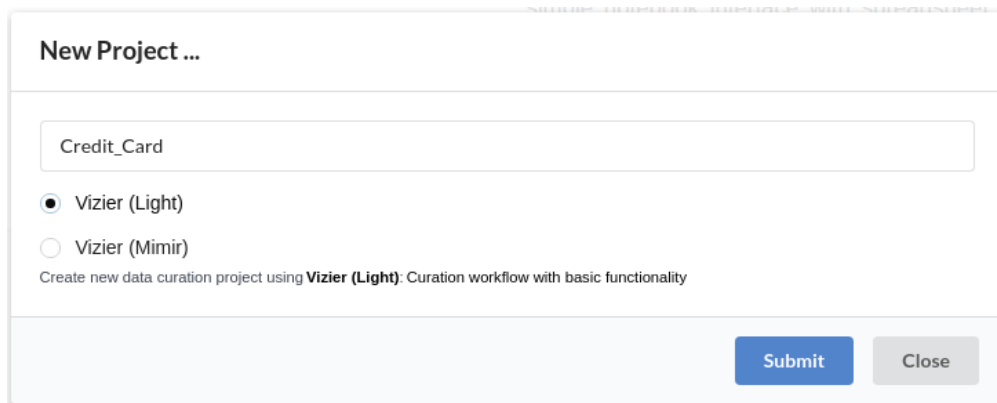 New Project ...
Credit_Card
Vizier (Light)
Vizier (Mimir)
Create new data curation project using Vizier (Light): Curation workflow with basic functionality
Submit Close